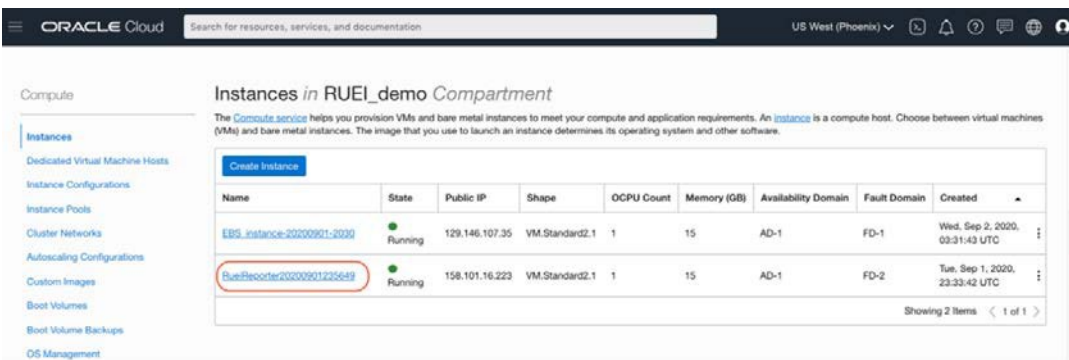 ORACLE Cloud
Search for resources, services, and documentation
US West (Phoenix)
Compute
Instances
Dedicated Virtual Machine Hosts
Instance Configurations
Instance Pools
Cluster Networks
Autoscaling Configurations
Custom Images
Boot Volumes
Boot Volume Backups
OS Management
Instances in RUEI_demo Compartment
The Compute service helps you provision VMs and bare metal instances to meet your compute and application requirements. An instance is a compute host. Choose between virtual machines
(VMs) and bare metal instances. The image that you use to launch an instance determines its operating system and other software.
Create Instance
Name State Public IP Shape OCPU Count Memory (GB) Availability Domain Fault Domain Created
EBS_instance-20200901-2030 Running 129.146.107.35 VM.Standard2.1 1 15 AD-1 FD-1 Wed, Sep 2, 2020,
03:31:43 UTC
RueiReporter20200901235649 Running 158.101.16.223 VM.Standard2.1 1 15 AD-1 FD-2 Tue, Sep 1, 2020,
23:33:42 UTC
Showing 2 Items < 1 of 1 >